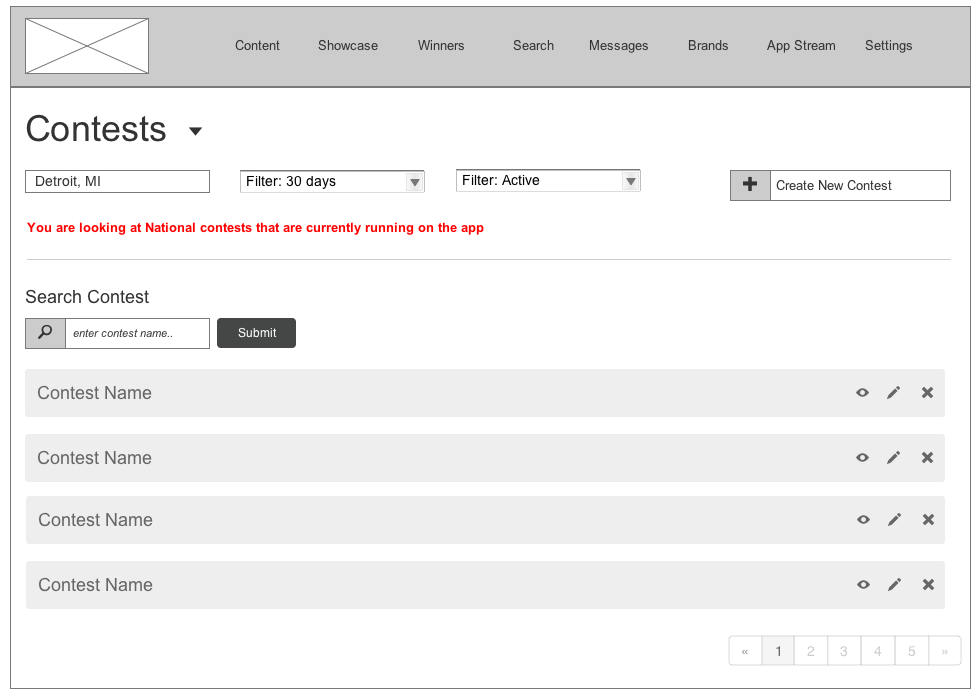 Content Showcase Winners Search Messages Brands App Stream Settings
Contests
Detroit, MI Filter: 30 days Filter: Active Create New Contest
You are looking at National contests that are currently running on the app
Search Contest
enter contest name.. Submit
Contest Name
Contest Name
Contest Name
Contest Name
« 1 2 3 4 5 »